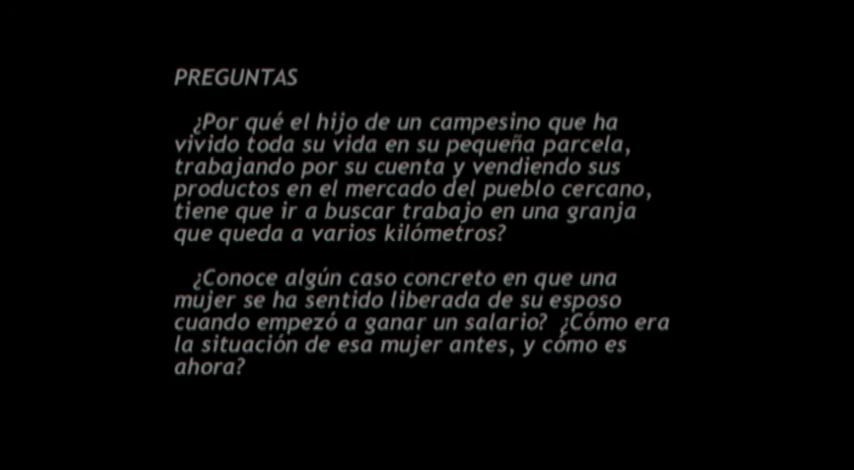 PREGUNTAS
¿Por qué el hijo de un campesino que ha
vivido toda su vida en su pequeña parcela,
trabajando por su cuenta y vendiendo sus
productos en el mercado del pueblo cercano,
tiene que ir a buscar trabajo en una granja
que queda a varios kilómetros?
¿Conoce algún caso concreto en que una
mujer se ha sentido liberada de su esposo
cuando empezó a ganar un salario? ¿Cómo era
la situación de esa mujer antes, y cómo es
ahora?